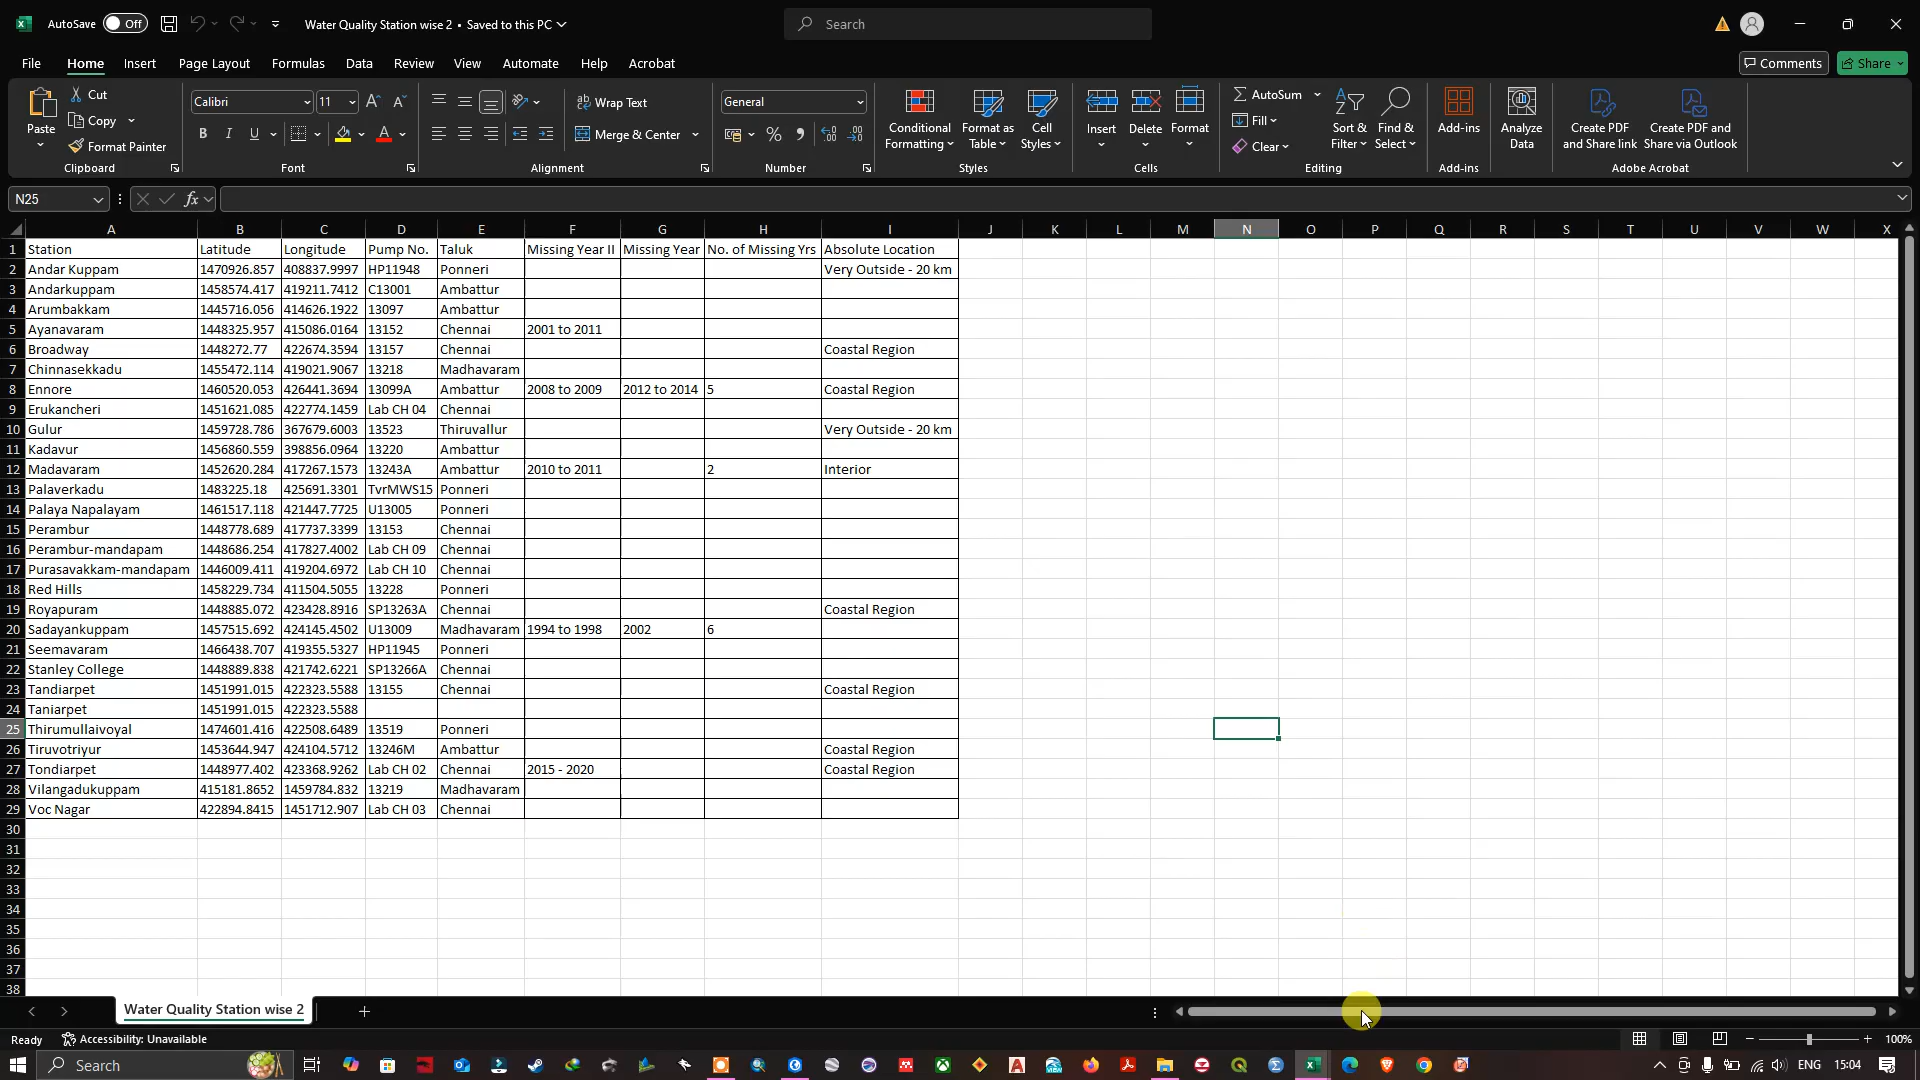 AutoSave Off Water Quality Station wise 2 • Saved to this PC Search
File Home Insert Page Layout Formulas Data Review View Automate Help Acrobat Comments Share
Paste Cut Copy Format Painter Clipboard
Calibri 11 B I U A Font
Wrap Text Merge & Center Alignment
General % Number
Conditional Formatting Format as Table Cell Styles Styles
Insert Delete Format Cells
AutoSum Fill Clear Sort & Filter Find & Select Editing
Add-ins Add-ins
Analyze Data
Create PDF and Share link Create PDF and Share via Outlook Adobe Acrobat
N25 fx
A B C D E F G H I J K L M N O P Q R S T U V W X
1 Station Latitude Longitude Pump No. Taluk Missing Year II Missing Year No. of Missing Yrs Absolute Location
2 Andar Kuppam 1470926.857 408837.9997 HP11948 Ponneri Very Outside - 20 km
3 Andarkuppam 1458574.417 419211.7412 C13001 Ambattur
4 Arumbakkam 1445716.056 414626.1922 13097 Ambattur
5 Ayanavaram 1448325.957 415086.0164 13152 Chennai 2001 to 2011
6 Broadway 1448272.77 422674.3594 13157 Chennai Coastal Region
7 Chinnasekkadu 1455472.114 419021.9067 13218 Madhavaram
8 Ennore 1460520.053 426441.3694 13099A Ambattur 2008 to 2009 2012 to 2014 5 Coastal Region
9 Erukancheri 1451621.085 422774.1459 Lab CH 04 Chennai
10 Gulur 1459728.786 367679.6003 13523 Thiruvallur Very Outside - 20 km
11 Kadavur 1456860.559 398856.0964 13220 Ambattur
12 Madavaram 1452620.284 417267.1573 13243A Ambattur 2010 to 2011 2 Interior
13 Palaverkadu 1483225.18 425691.3301 TvrMWS15 Ponneri
14 Palaya Napalayam 1461517.118 421447.7725 U13005 Ponneri
15 Perambur 1448778.689 417737.3399 13153 Chennai
16 Perambur-mandapam 1448686.254 417827.4002 Lab CH 09 Chennai
17 Purasavakkam-mandapam 1446009.411 419204.6972 Lab CH 10 Chennai
18 Red Hills 1458229.734 411504.5055 13228 Ponneri
19 Royapuram 1448885.072 423428.8916 SP13263A Chennai Coastal Region
20 Sadayankuppam 1457515.692 424145.4502 U13009 Madhavaram 1994 to 1998 2002 6
21 Seemavaram 1466438.707 419355.5327 HP11945 Ponneri
22 Stanley College 1448889.838 421742.6221 SP13266A Chennai
23 Tandiarpet 1451991.015 422323.5588 13155 Chennai Coastal Region
24 Taniarpet 1451991.015 422323.5588
25 Thirumullaivoyal 1474601.416 422508.6489 13519 Ponneri
26 Tiruvotriyur 1453644.947 424104.5712 13246M Ambattur Coastal Region
27 Tondiarpet 1448977.402 423368.9262 Lab CH 02 Chennai 2015 - 2020 Coastal Region
28 Vilangadukuppam 415181.8652 1459784.832 13219 Madhavaram
29 Voc Nagar 422894.8415 1451712.907 Lab CH 03 Chennai
30
31
32
33
34
35
36
37
38
Water Quality Station wise 2
Ready Accessibility: Unavailable 100%
Search ENG 15:04